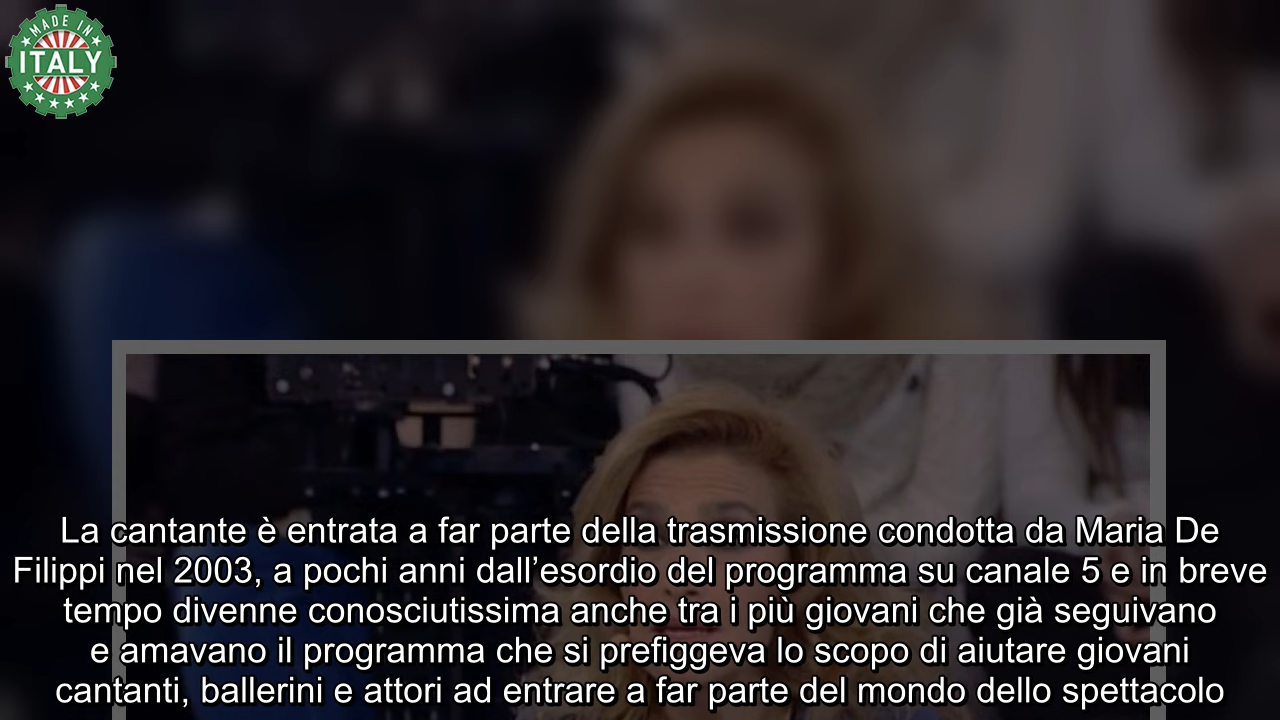 MADE IN
ITALY
La cantante è entrata a far parte della trasmissione condotta da Maria De
Filippi nel 2003, a pochi anni dall’esordio del programma su canale 5 e in breve
tempo divenne conosciutissima anche tra i più giovani che già seguivano
e amavano il programma che si prefiggeva lo scopo di aiutare giovani
cantanti, ballerini e attori ad entrare a far parte del mondo dello spettacolo